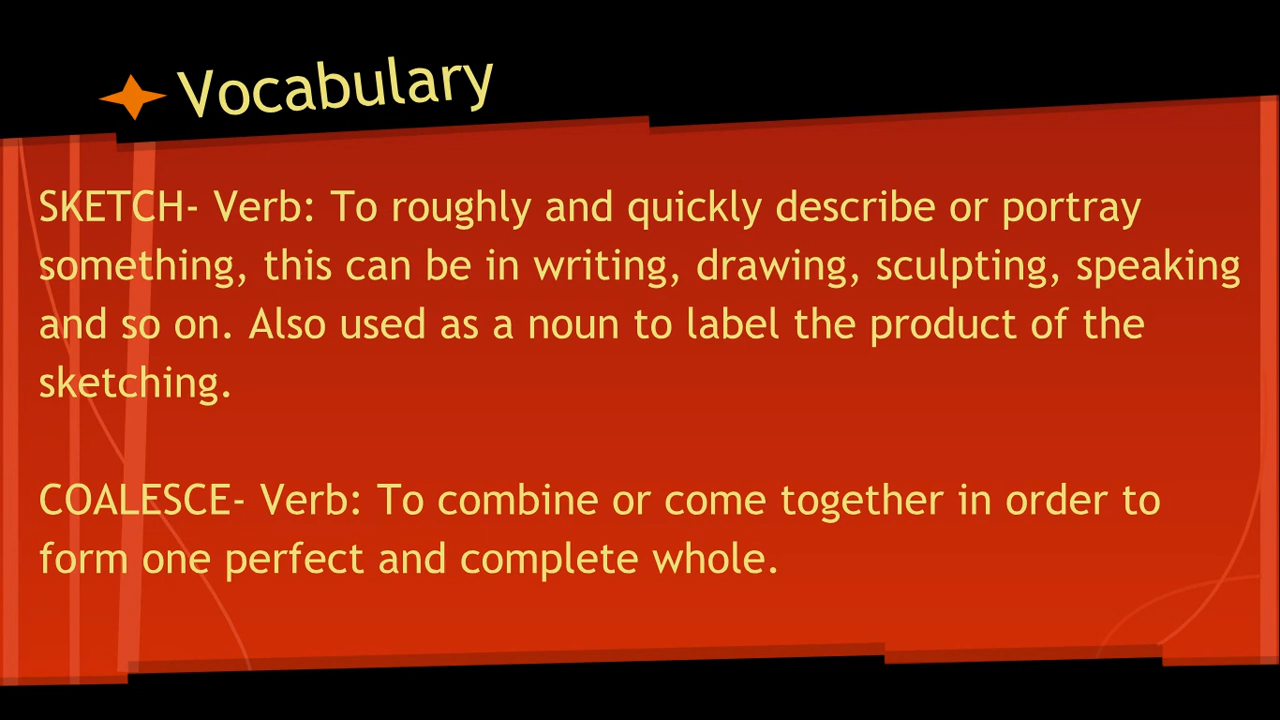 Vocabulary
SKETCH- Verb: To roughly and quickly describe or portray
something, this can be in writing, drawing, sculpting, speaking
and so on. Also used as a noun to label the product of the
sketching.
COALESCE- Verb: To combine or come together in order to
form one perfect and complete whole.